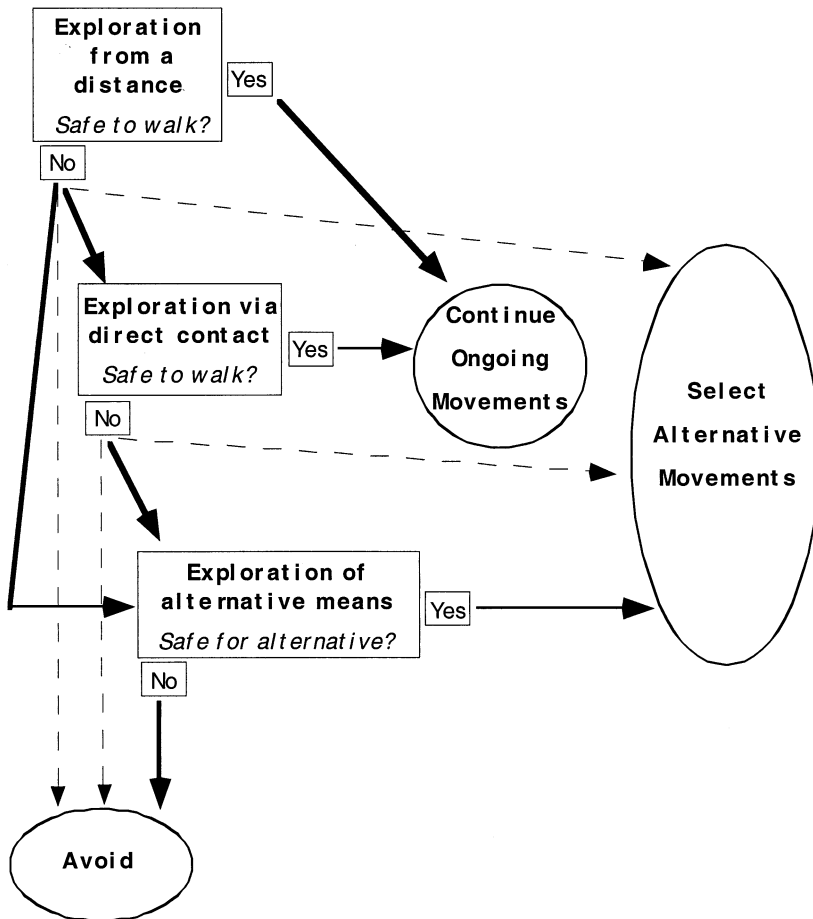 Exploration
from a
distance
Safe to walk?
Yes
No
Exploration via
direct contact
Safe to walk?
Yes
No
Continue
Ongoing
Movements
Select
Alternative
Movements
Exploration of
alternative means
Safe for alternative?
Yes
No
Avoid